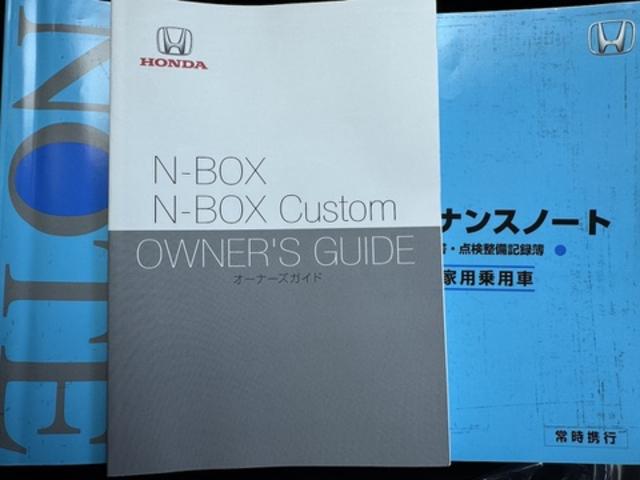 HONDA
N-BOX
N-BOX Custom
OWNER'S GUIDE
オーナーズガイド
ナンスノート
・点検整備記録簿
家用乗用車
常時携行